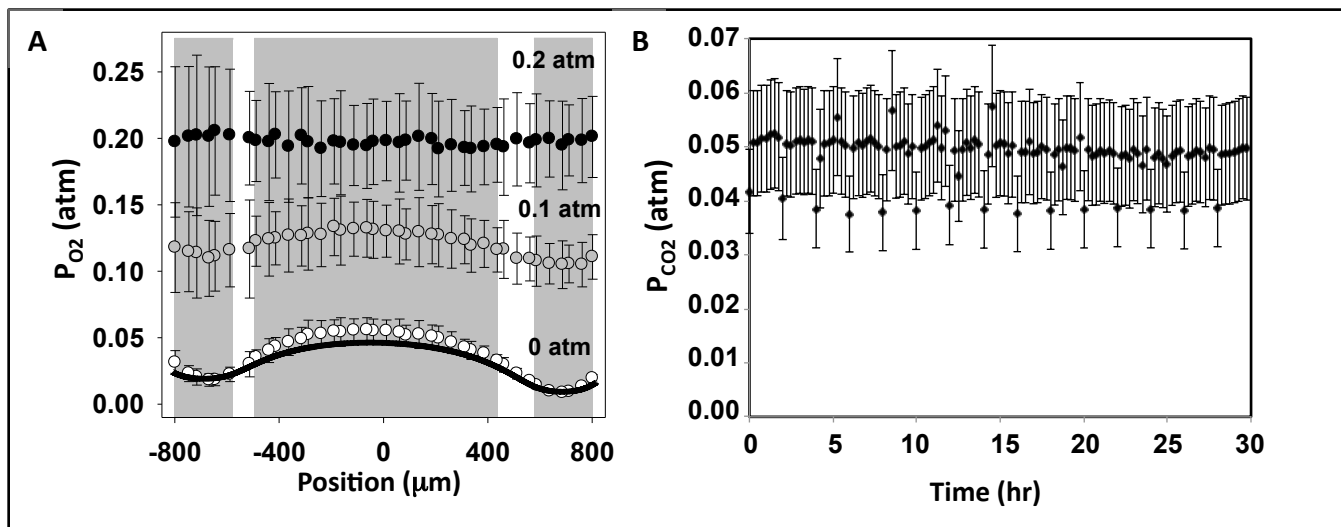 A
0.2 atm
0.1 atm
0 atm
0.25
0.20
0.15
0.10
0.05
0.00
P_O2 (atm)
-800
-400
0
400
800
Position (μm)
B
0.07
0.06
0.05
0.04
0.03
0.02
0.01
0.00
P_CO2 (atm)
0
5
10
15
20
25
30
Time (hr)